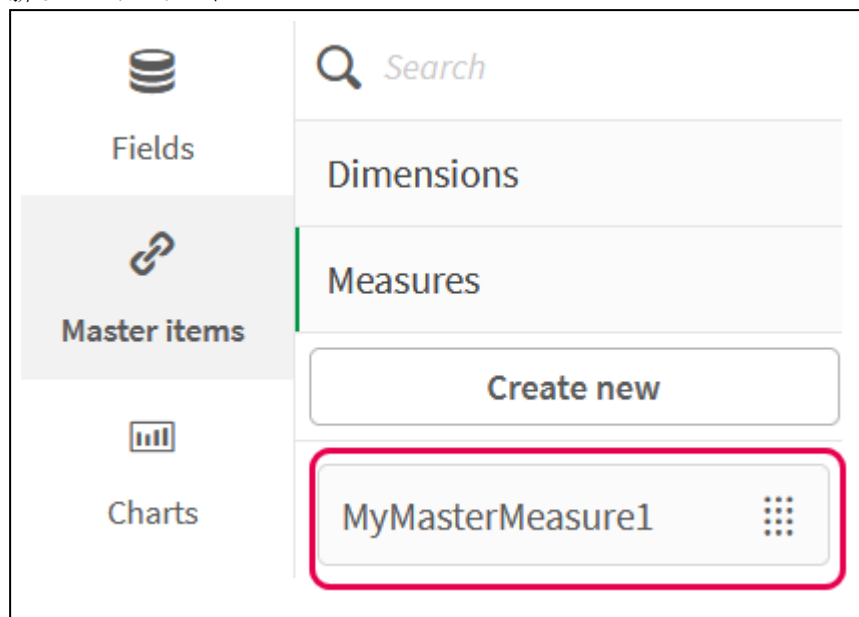 Search
Fields
Dimensions
Measures
Master items
Create new
Charts
MyMasterMeasure1